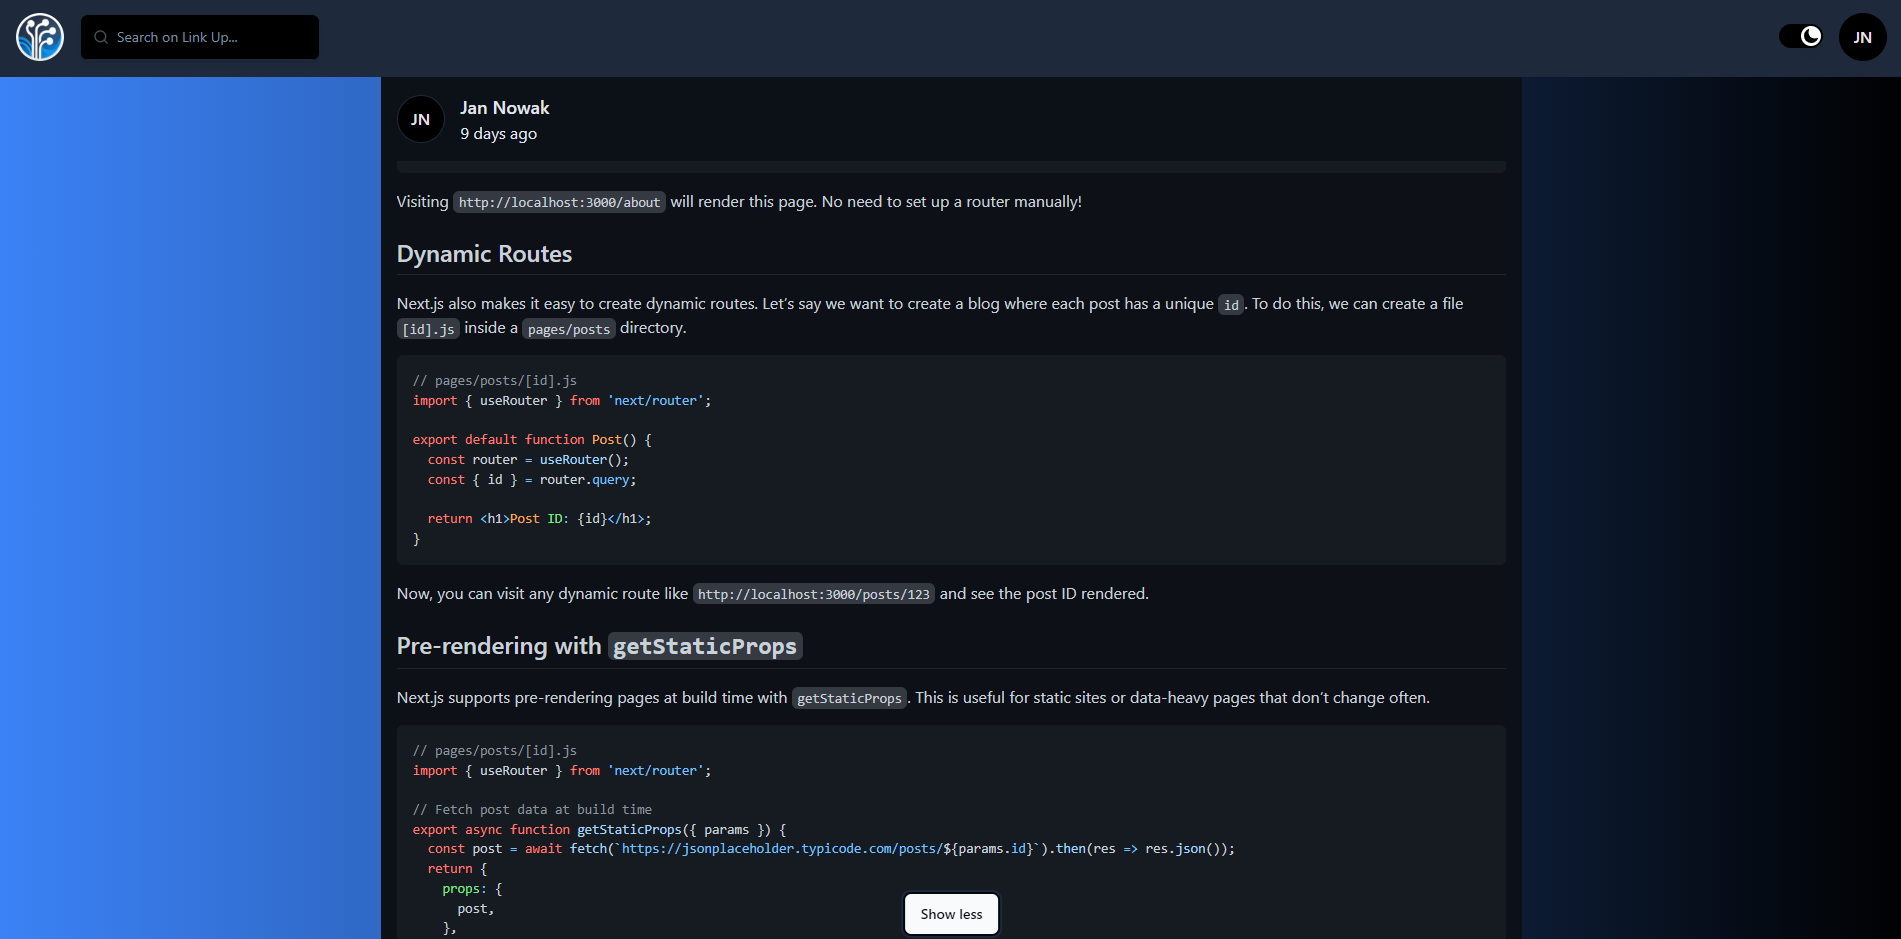 Search on Link Up...
JN
JN
Jan Nowak
9 days ago
Visiting http://localhost:3000/about will render this page. No need to set up a router manually!
Dynamic Routes
Next.js also makes it easy to create dynamic routes. Let’s say we want to create a blog where each post has a unique id. To do this, we can create a file
[id].js inside a pages/posts directory.
// pages/posts/[id].js
import { useRouter } from 'next/router';
export default function Post() {
  const router = useRouter();
  const { id } = router.query;
  return <h1>Post ID: {id}</h1>;
}
Now, you can visit any dynamic route like http://localhost:3000/posts/123 and see the post ID rendered.
Pre-rendering with getStaticProps
Next.js supports pre-rendering pages at build time with getStaticProps. This is useful for static sites or data-heavy pages that don’t change often.
// pages/posts/[id].js
import { useRouter } from 'next/router';
// Fetch post data at build time
export async function getStaticProps({ params }) {
  const post = await fetch(`https://jsonplaceholder.typicode.com/posts/${params.id}`).then(res => res.json());
  return {
    props: {
      post,
    },
Show less